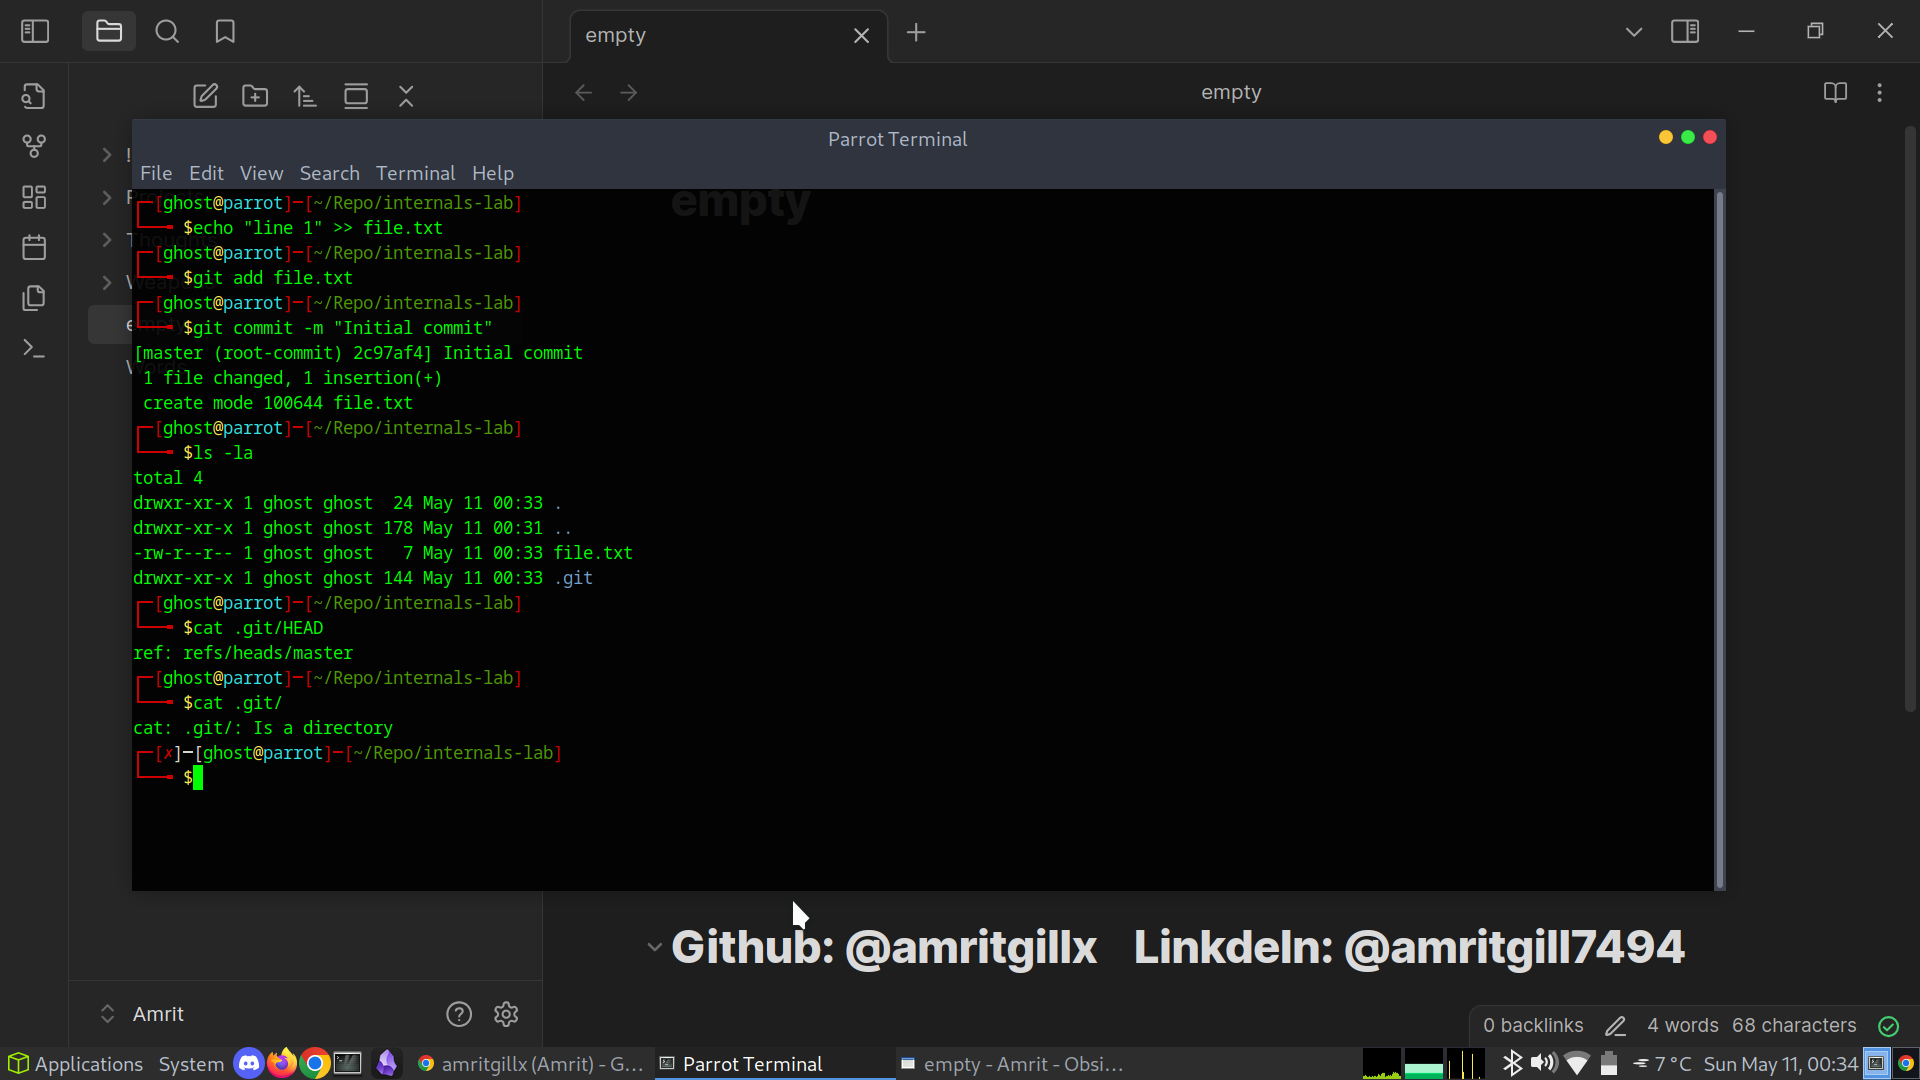 empty
empty
Parrot Terminal
File Edit View Search Terminal Help
empty
[ghost@parrot]─[~/Repo/internals-lab]
$echo "line 1" >> file.txt
[ghost@parrot]─[~/Repo/internals-lab]
$git add file.txt
[ghost@parrot]─[~/Repo/internals-lab]
$git commit -m "Initial commit"
[master (root-commit) 2c97af4] Initial commit
1 file changed, 1 insertion(+)
create mode 100644 file.txt
[ghost@parrot]─[~/Repo/internals-lab]
$ls -la
total 4
drwxr-xr-x 1 ghost ghost  24 May 11 00:33 .
drwxr-xr-x 1 ghost ghost 178 May 11 00:31 ..
-rw-r--r-- 1 ghost ghost   7 May 11 00:33 file.txt
drwxr-xr-x 1 ghost ghost 144 May 11 00:33 .git
[ghost@parrot]─[~/Repo/internals-lab]
$cat .git/HEAD
ref: refs/heads/master
[ghost@parrot]─[~/Repo/internals-lab]
$cat .git/
cat: .git/: Is a directory
[x]─[ghost@parrot]─[~/Repo/internals-lab]
$
Github: @amritgillx Linkdeln: @amritgill7494
Amrit
0 backlinks 4 words 68 characters
Applications System amritgillx (Amrit) - G... Parrot Terminal empty - Amrit - Obsi... 7 °C Sun May 11, 00:34